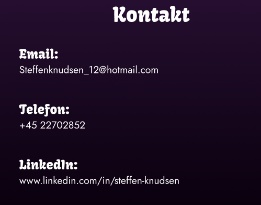 Kontakt
Email:
Steffenknudsen_12@hotmail.com
Telefon:
+45 22702852
LinkedIn:
www.linkedin.com/in/steffen-knudsen